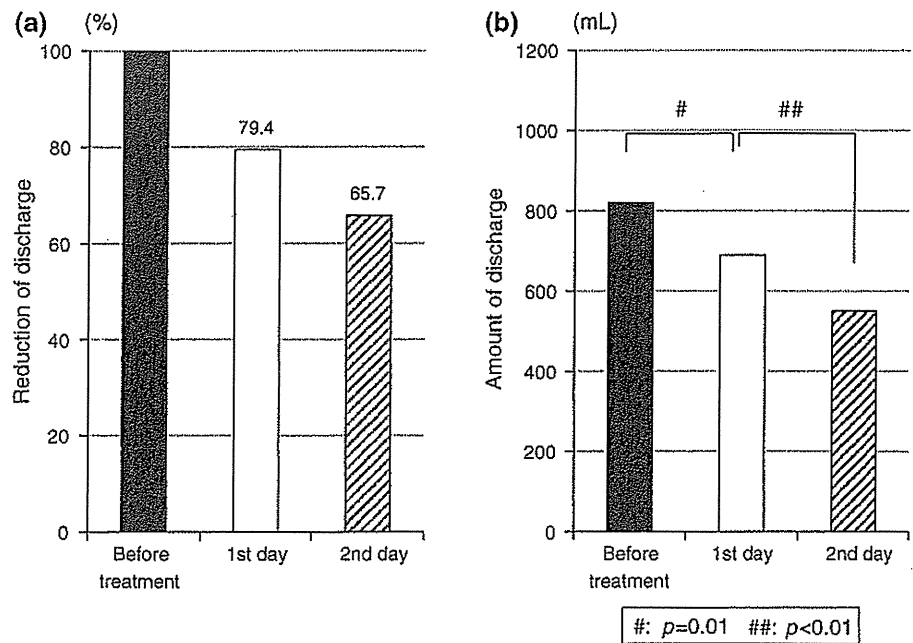 (a) (%)
Reduction of discharge
100
80
60
40
20
0
79.4
65.7
Before treatment
1st day
2nd day
(b) (mL)
Amount of discharge
1200
1000
800
600
400
200
0
#
##
Before treatment
1st day
2nd day
#: p=0.01 ##: p<0.01